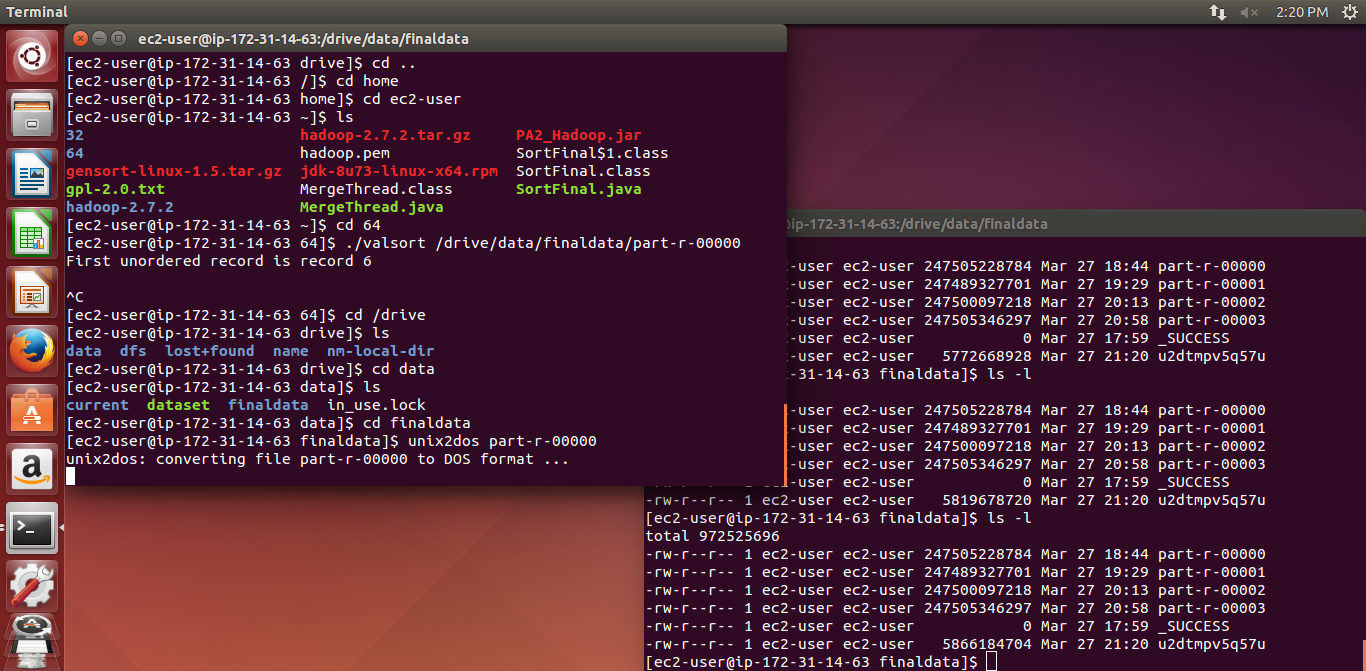 Terminal
2:20 PM
ec2-user@ip-172-31-14-63:/drive/data/finaldata
[ec2-user@ip-172-31-14-63 drive]$ cd ..
[ec2-user@ip-172-31-14-63 /]$ cd home
[ec2-user@ip-172-31-14-63 home]$ cd ec2-user
[ec2-user@ip-172-31-14-63 ~]$ ls
32 hadoop-2.7.2.tar.gz PA2_Hadoop.jar
64 hadoop.pem SortFinal$1.class
gensort-linux-1.5.tar.gz jdk-8u73-linux-x64.rpm SortFinal.class
gpl-2.0.txt MergeThread.class SortFinal.java
hadoop-2.7.2 MergeThread.java
[ec2-user@ip-172-31-14-63 ~]$ cd 64
[ec2-user@ip-172-31-14-63 64]$ ./valsort /drive/data/finaldata/part-r-00000
First unordered record is record 6
^C
[ec2-user@ip-172-31-14-63 64]$ cd /drive
[ec2-user@ip-172-31-14-63 drive]$ ls
data dfs lost+found name nm-local-dir
[ec2-user@ip-172-31-14-63 drive]$ cd data
[ec2-user@ip-172-31-14-63 data]$ ls
current dataset finaldata in_use.lock
[ec2-user@ip-172-31-14-63 data]$ cd finaldata
[ec2-user@ip-172-31-14-63 finaldata]$ unix2dos part-r-00000
unix2dos: converting file part-r-00000 to DOS format ...
ip-172-31-14-63:/drive/data/finaldata
-user ec2-user 247505228784 Mar 27 18:44 part-r-00000
-user ec2-user 247489327701 Mar 27 19:29 part-r-00001
-user ec2-user 247500097218 Mar 27 20:13 part-r-00002
-user ec2-user 247505346297 Mar 27 20:58 part-r-00003
-user ec2-user 0 Mar 27 17:59 _SUCCESS
-user ec2-user 5772668928 Mar 27 21:20 u2dtmpv5q57u
-31-14-63 finaldata]$ ls -l
-user ec2-user 247505228784 Mar 27 18:44 part-r-00000
-user ec2-user 247489327701 Mar 27 19:29 part-r-00001
-user ec2-user 247500097218 Mar 27 20:13 part-r-00002
-user ec2-user 247505346297 Mar 27 20:58 part-r-00003
-user ec2-user 0 Mar 27 17:59 _SUCCESS
-rw-r--r-- 1 ec2-user ec2-user 5819678720 Mar 27 21:20 u2dtmpv5q57u
[ec2-user@ip-172-31-14-63 finaldata]$ ls -l
total 972525696
-rw-r--r-- 1 ec2-user ec2-user 247505228784 Mar 27 18:44 part-r-00000
-rw-r--r-- 1 ec2-user ec2-user 247489327701 Mar 27 19:29 part-r-00001
-rw-r--r-- 1 ec2-user ec2-user 247500097218 Mar 27 20:13 part-r-00002
-rw-r--r-- 1 ec2-user ec2-user 247505346297 Mar 27 20:58 part-r-00003
-rw-r--r-- 1 ec2-user ec2-user 0 Mar 27 17:59 _SUCCESS
-rw-r--r-- 1 ec2-user ec2-user 5866184704 Mar 27 21:20 u2dtmpv5q57u
[ec2-user@ip-172-31-14-63 finaldata]$